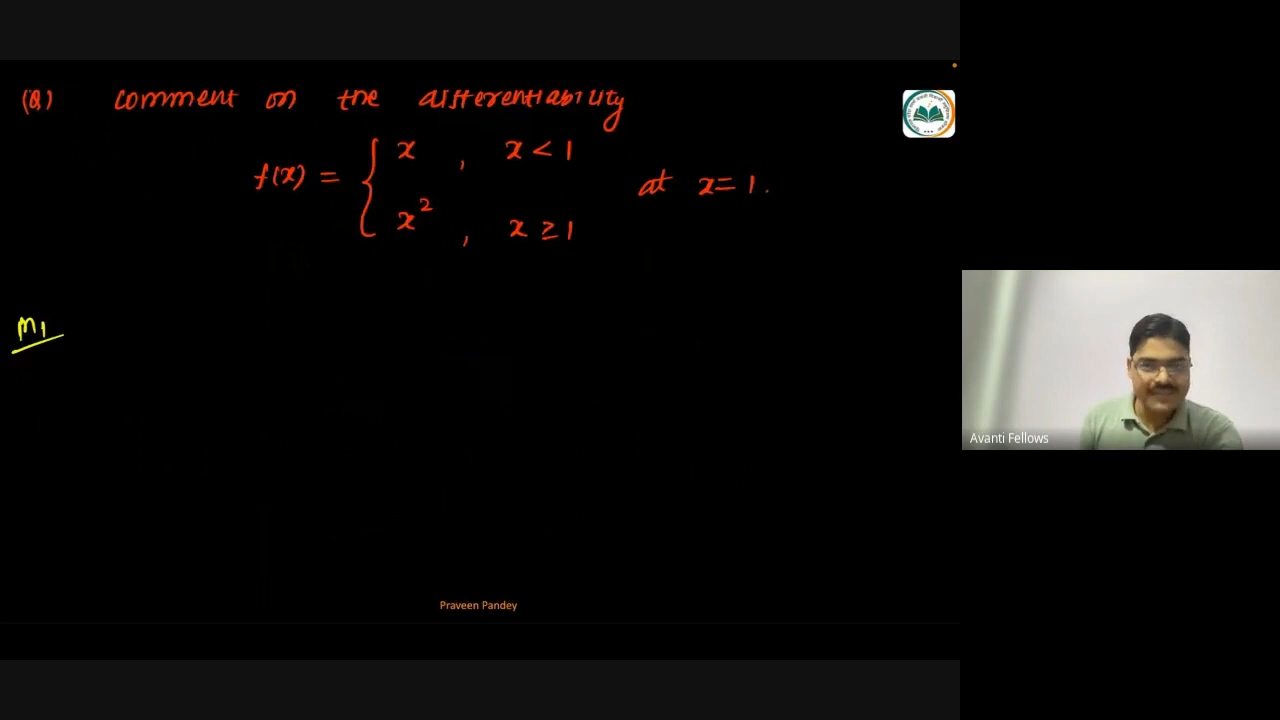 (Q) comment on the differentiability
f(x) = { x , x < 1
x² , x ≥ 1
at x = 1.
M1
Praveen Pandey
Avanti Fellows